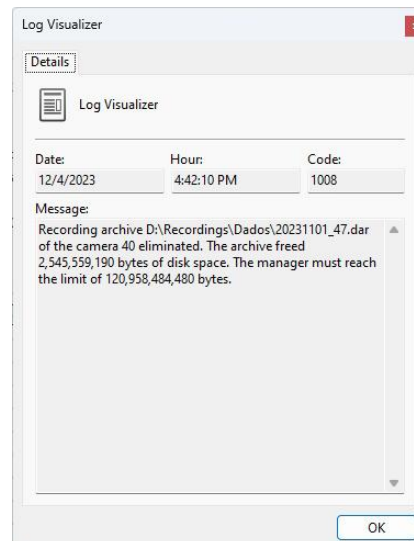 Log Visualizer
Details
Log Visualizer
Date: Hour: Code:
12/4/2023 4:42:10 PM 1008
Message:
Recording archive D:\Recordings\Dados\20231101_47.dar
of the camera 40 eliminated. The archive freed
2,545,559,190 bytes of disk space. The manager must reach
the limit of 120,958,484,480 bytes.
OK